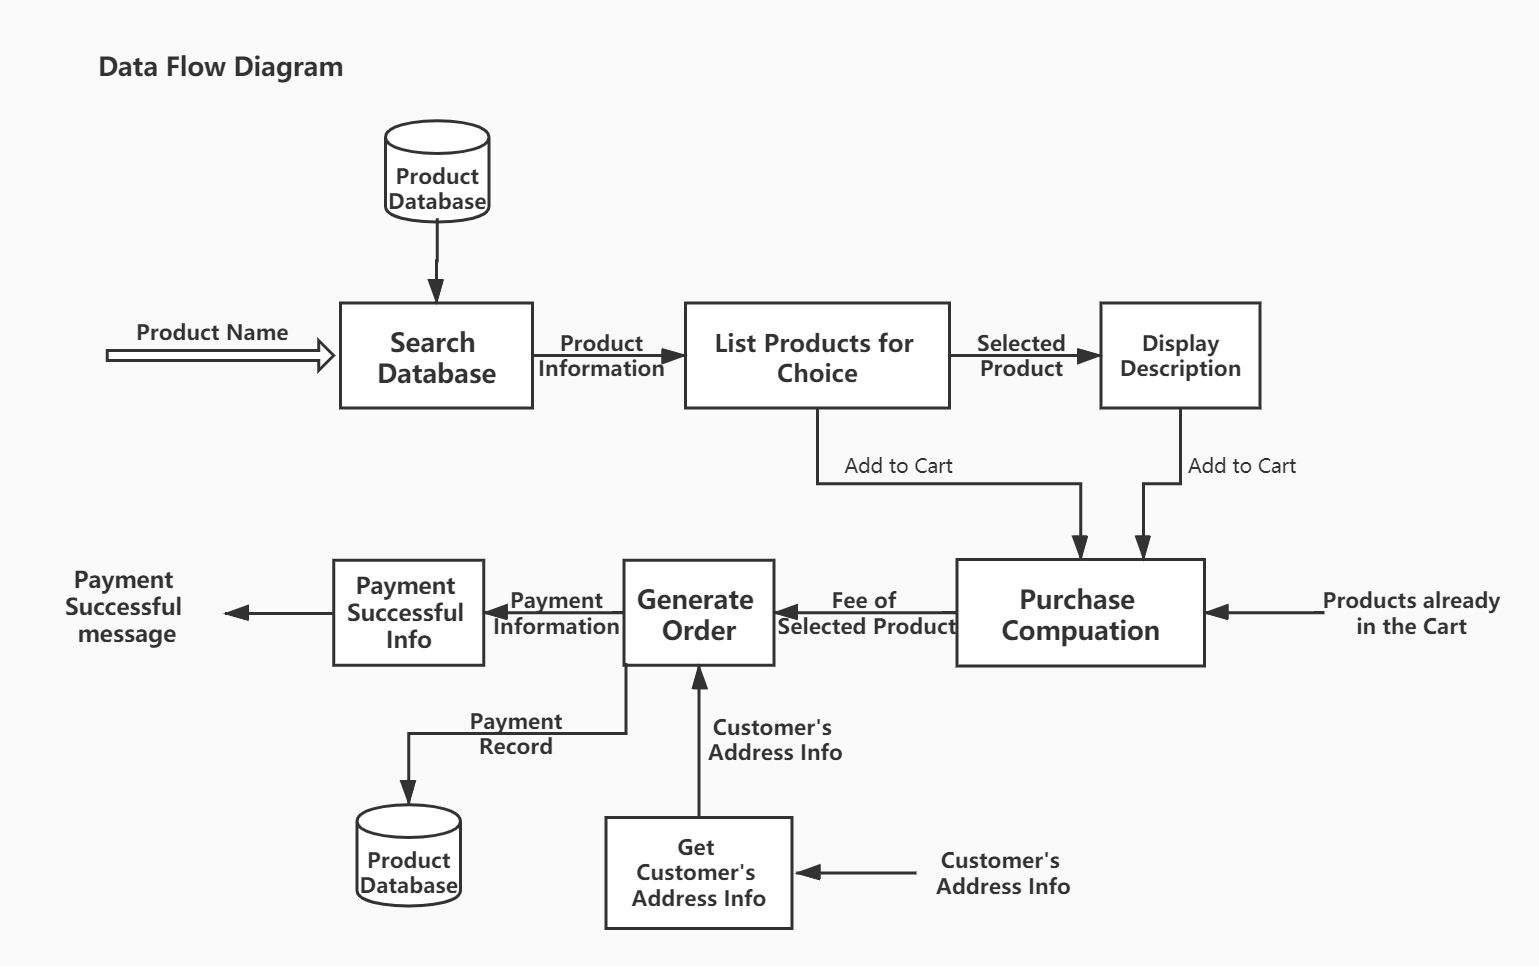 Data Flow Diagram
Product
Database
Product Name
Search
Database
Product
Information
List Products for
Choice
Selected
Product
Display
Description
Add to Cart
Add to Cart
Payment
Successful
message
Payment
Successful
Info
Payment
Information
Generate
Order
Fee of
Selected Product
Purchase
Compuation
Products already
in the Cart
Payment
Record
Customer's
Address Info
Product
Database
Get
Customer's
Address Info
Customer's
Address Info